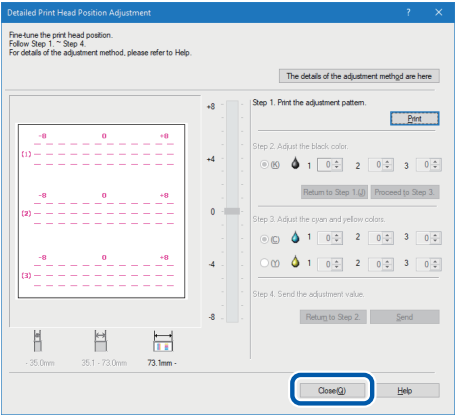 Detailed Print Head Position Adjustment
Fine-tune the print head position.
Follow Step 1. ~ Step 4.
For details of the adjustment method, please refer to Help.
The details of the adjustment method are here
+8
Step 1. Print the adjustment pattern.
Print
-8 0 +8
(1)
Step 2. Adjust the black color.
+4
(K) 1 0 2 0 3 0
Return to Step 1.(J) Proceed to Step 3.
-8 0 +8
(2)
0
Step 3. Adjust the cyan and yellow colors.
(C) 1 0 2 0 3 0
-8 0 +8
-4
(Y) 1 0 2 0 3 0
(3)
Step 4. Send the adjustment value.
-8
Return to Step 2. Send
- 35.0mm 35.1 - 73.0mm 73.1mm -
Close(Q) Help